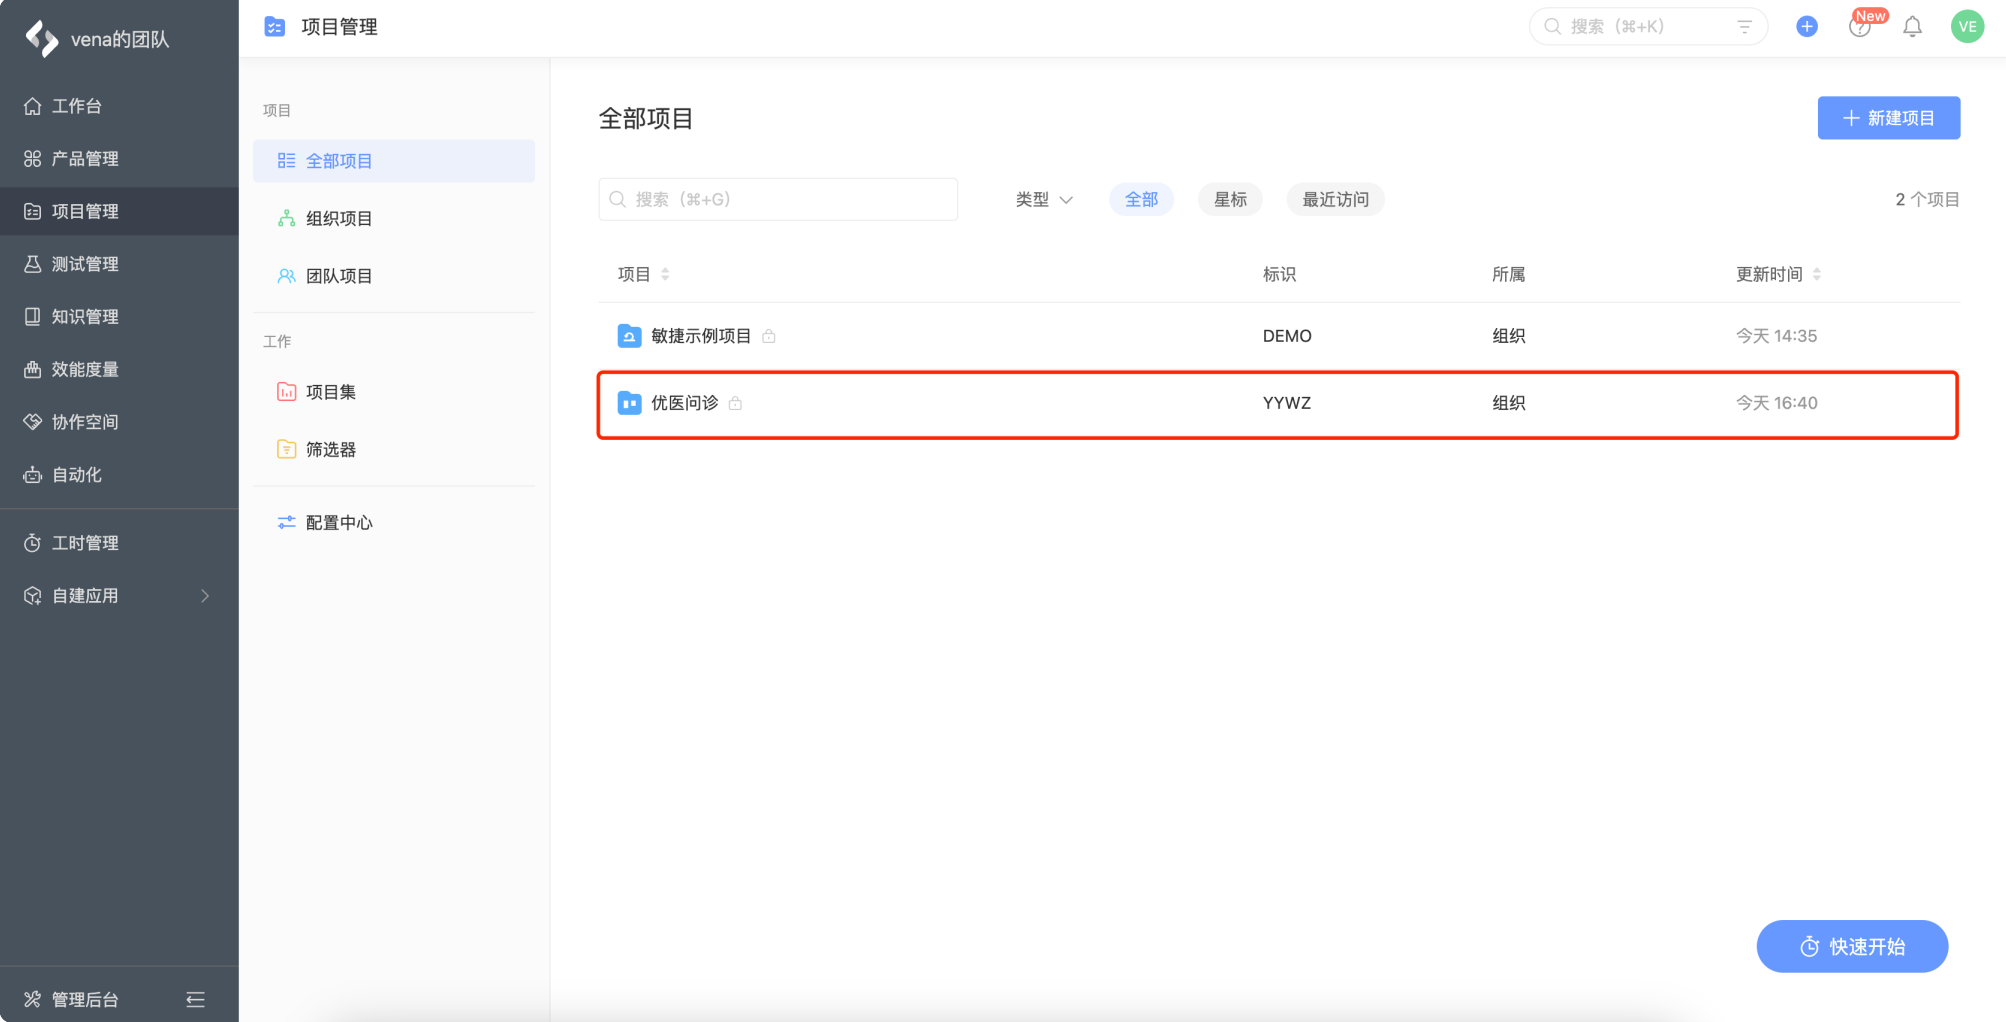 vena的团队
工作台
产品管理
项目管理
测试管理
知识管理
效能度量
协作空间
自动化
工时管理
自建应用
管理后台
项目管理
搜索（⌘+K）
New
VE
项目
全部项目
组织项目
团队项目
工作
项目集
筛选器
配置中心
全部项目
新建项目
搜索（⌘+G）
类型
全部
星标
最近访问
2 个项目
项目 标识 所属 更新时间
敏捷示例项目 DEMO 组织 今天 14:35
优医问诊 YYWZ 组织 今天 16:40
快速开始